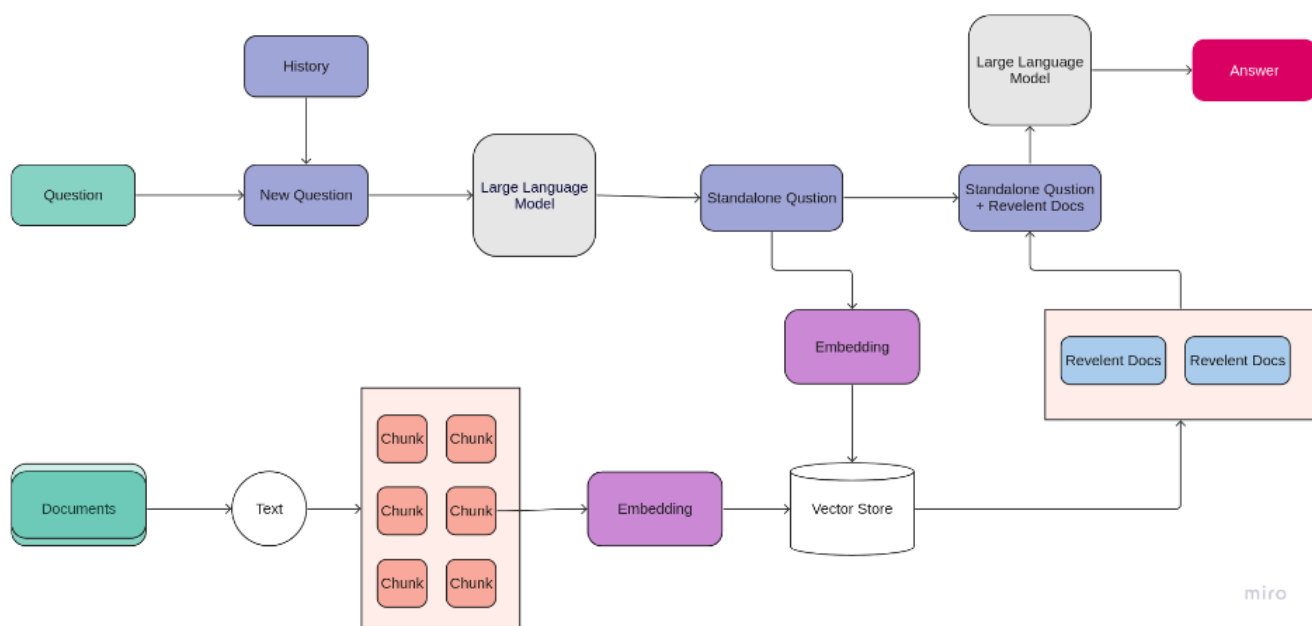 History
Large Language
Model
Answer
Question
New Question
Large Language
Model
Standalone Qustion
Standalone Qustion
+ Revelent Docs
Embedding
Revelent Docs
Revelent Docs
Chunk
Chunk
Documents
Text
Chunk
Chunk
Embedding
Vector Store
Chunk
Chunk
miro